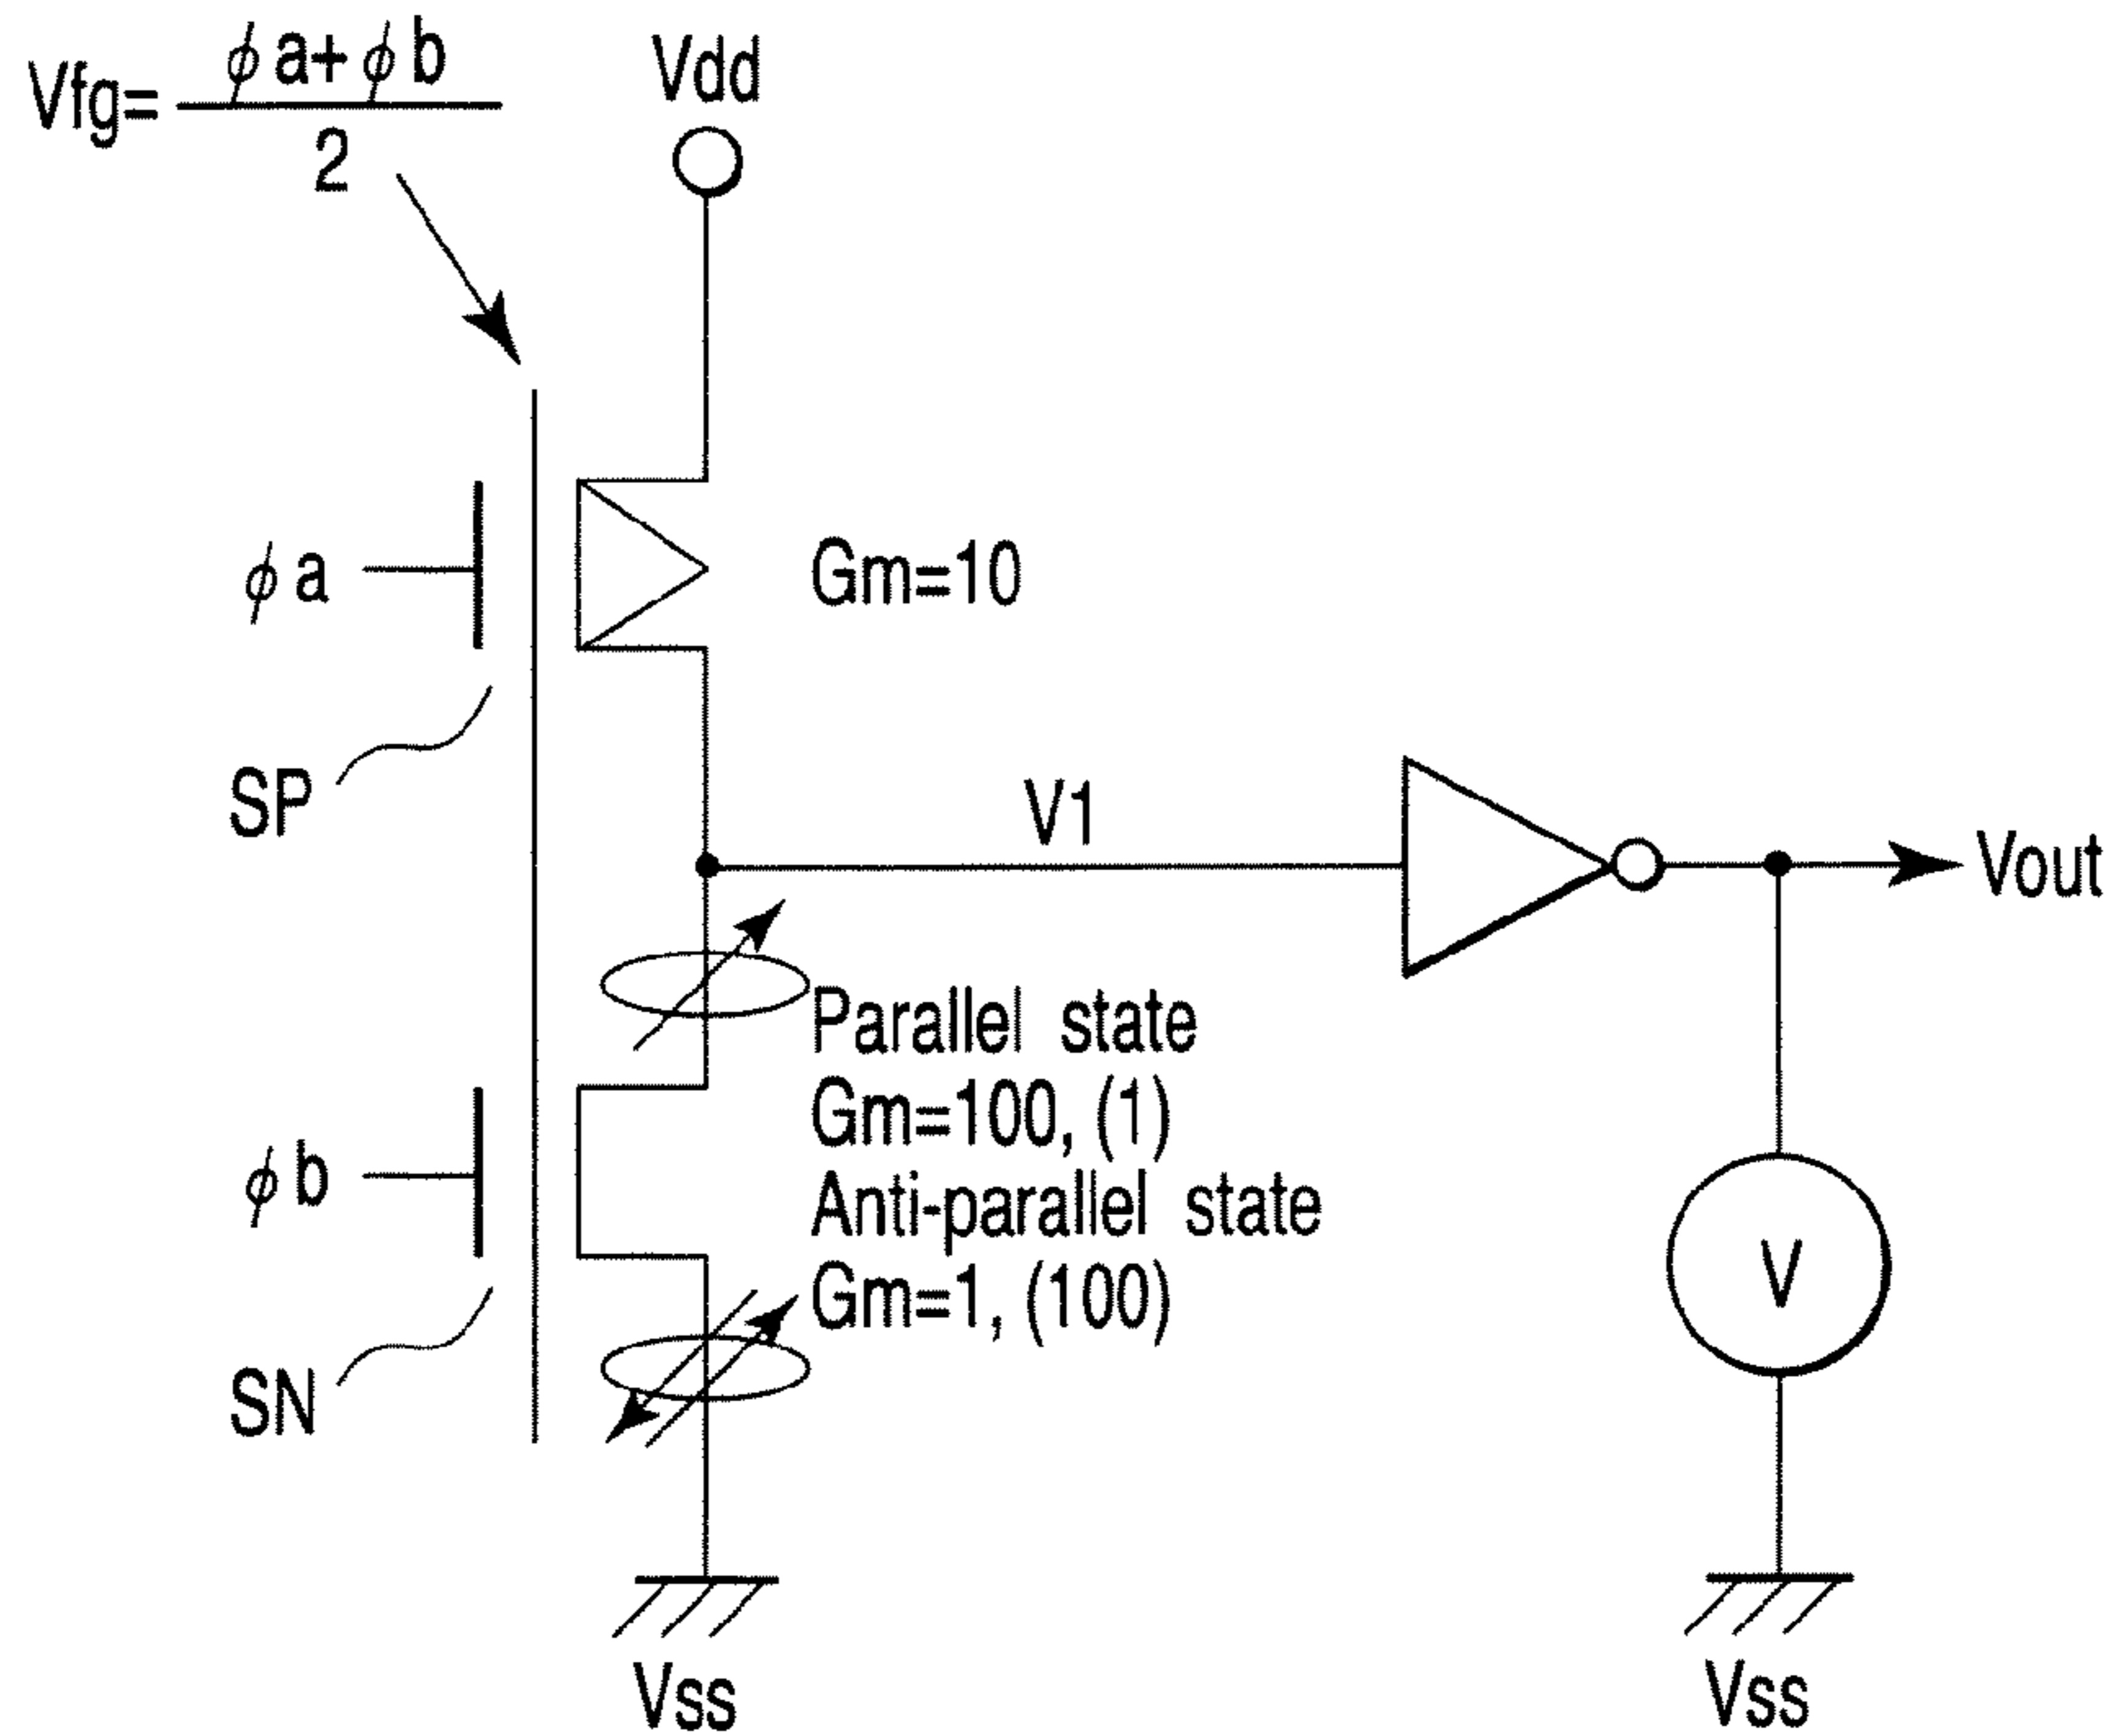 Vfg= ϕa+ϕb
2
Vdd
ϕa
Gm=10
SP
V1
Vout
Parallel state
Gm=100, (1)
ϕb
Anti-parallel state
Gm=1, (100)
V
SN
Vss
Vss